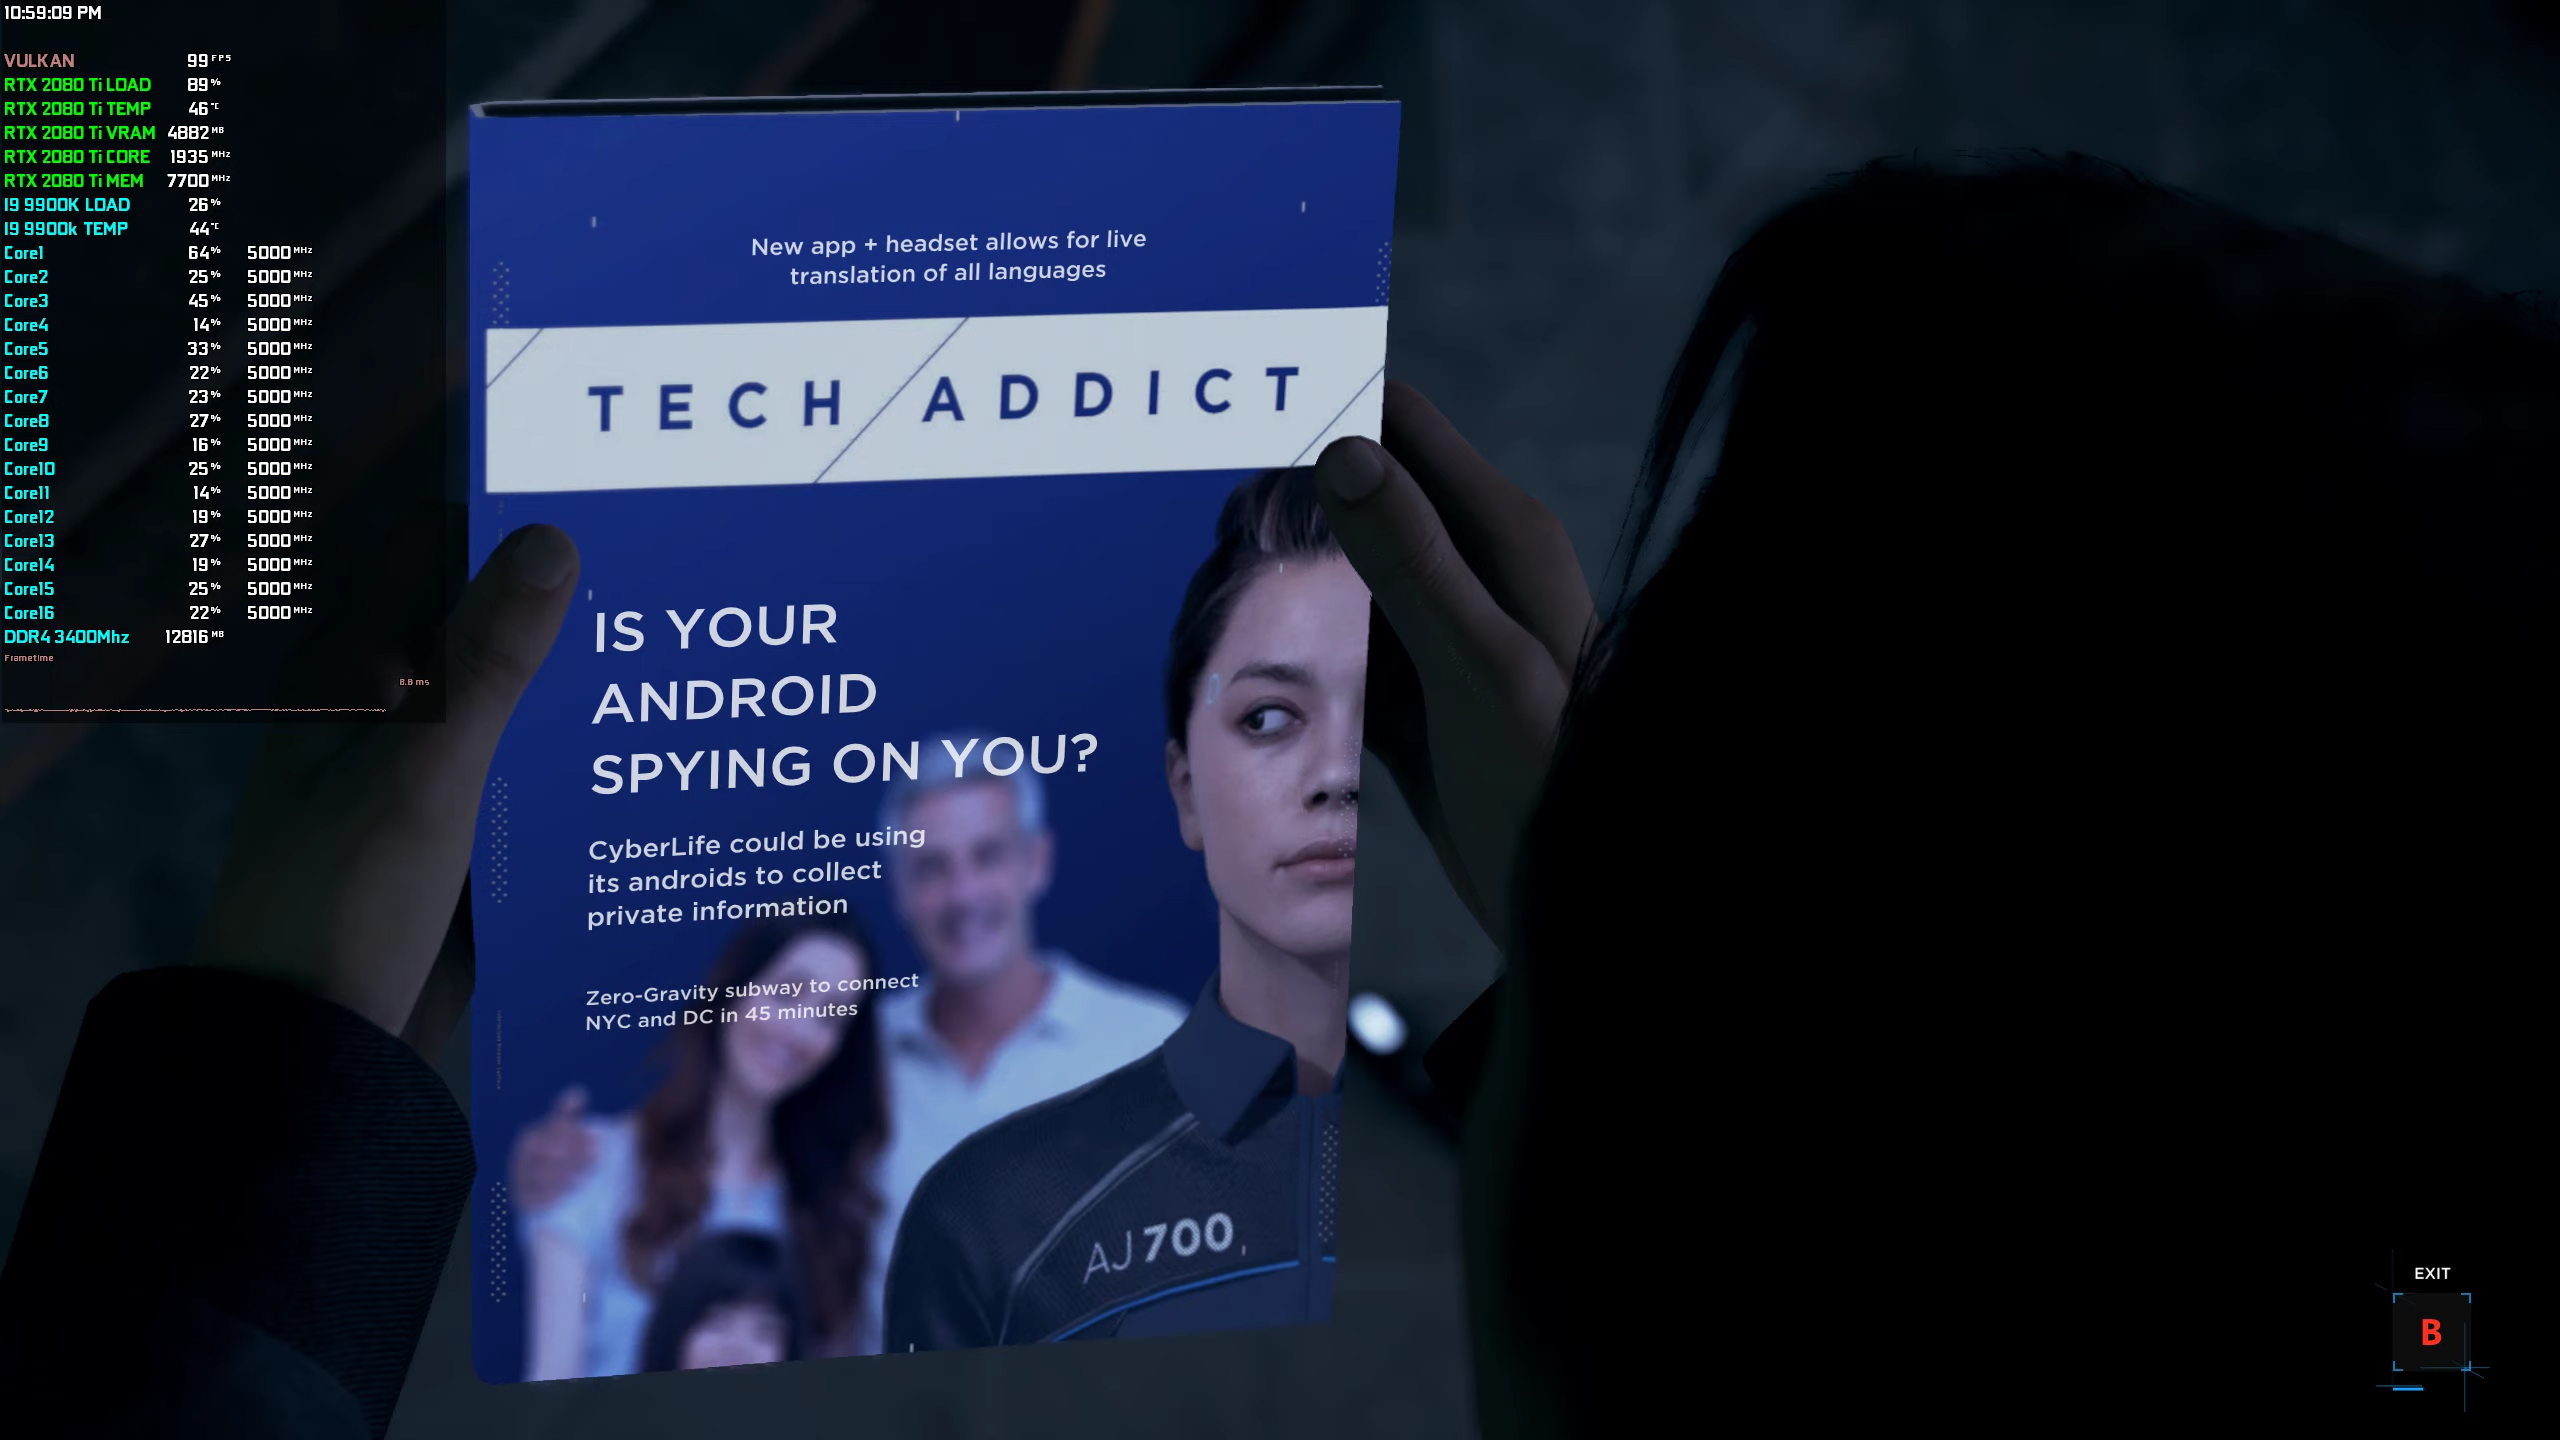 10:59:09 PM
VULKAN 99 FPS
RTX 2080 Ti LOAD 89 %
RTX 2080 Ti TEMP 46 °C
RTX 2080 Ti VRAM 4882 MB
RTX 2080 Ti CORE 1935 MHz
RTX 2080 Ti MEM 7700 MHz
I9 9900K LOAD 26 %
I9 9900k TEMP 44 °C
Core1 64 % 5000 MHz
Core2 25 % 5000 MHz
Core3 45 % 5000 MHz
Core4 14 % 5000 MHz
Core5 33 % 5000 MHz
Core6 22 % 5000 MHz
Core7 23 % 5000 MHz
Core8 27 % 5000 MHz
Core9 16 % 5000 MHz
Core10 25 % 5000 MHz
Core11 14 % 5000 MHz
Core12 19 % 5000 MHz
Core13 27 % 5000 MHz
Core14 19 % 5000 MHz
Core15 25 % 5000 MHz
Core16 22 % 5000 MHz
DDR4 3400Mhz 12816 MB
Frametime
8.8 ms
New app + headset allows for live
translation of all languages
TECH ADDICT
IS YOUR
ANDROID
SPYING ON YOU?
CyberLife could be using
its androids to collect
private information
Zero-Gravity subway to connect
NYC and DC in 45 minutes
AJ700
EXIT
B